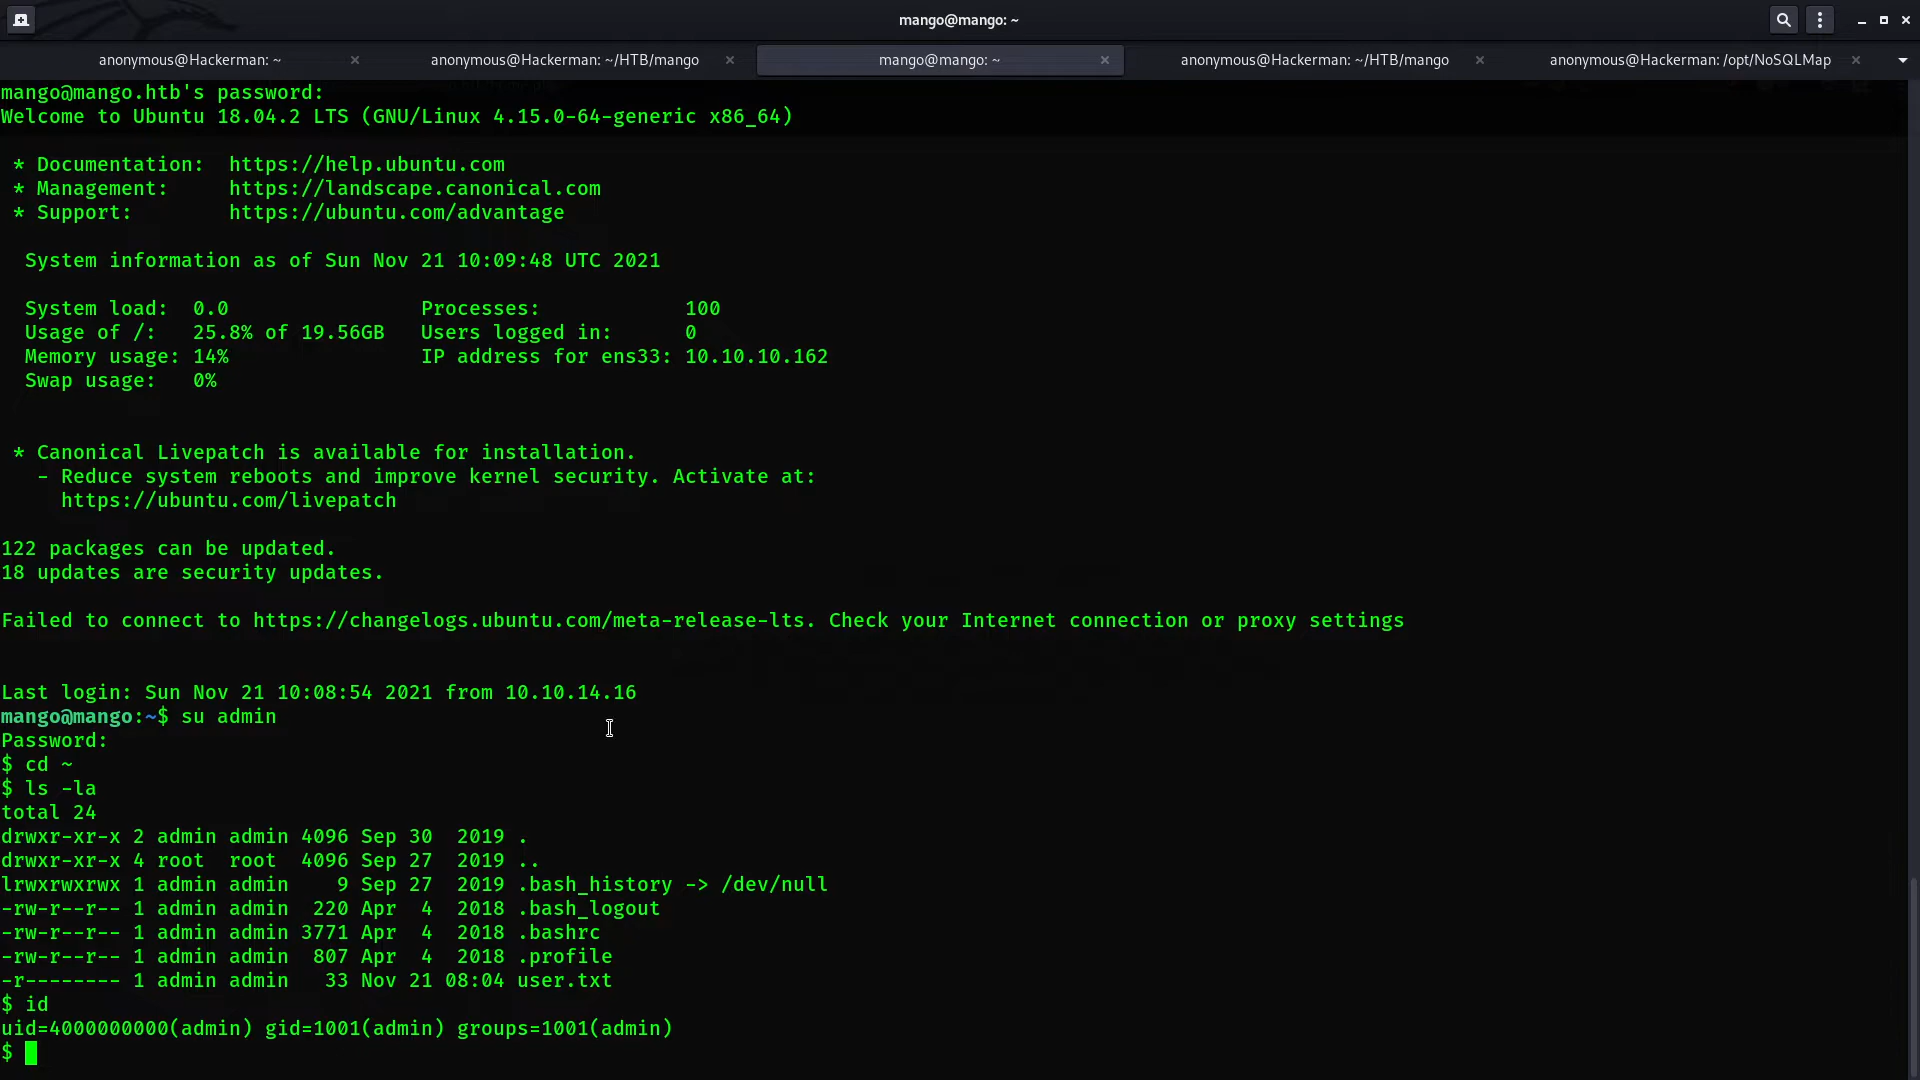 mango@mango: ~
anonymous@Hackerman: ~
anonymous@Hackerman: ~/HTB/mango
mango@mango: ~
anonymous@Hackerman: ~/HTB/mango
anonymous@Hackerman: /opt/NoSQLMap
mango@mango.htb's password:
Welcome to Ubuntu 18.04.2 LTS (GNU/Linux 4.15.0-64-generic x86_64)
* Documentation:  https://help.ubuntu.com
* Management:     https://landscape.canonical.com
* Support:        https://ubuntu.com/advantage
System information as of Sun Nov 21 10:09:48 UTC 2021
System load:  0.0                Processes:            100
Usage of /:   25.8% of 19.56GB   Users logged in:      0
Memory usage: 14%                IP address for ens33: 10.10.10.162
Swap usage:   0%
* Canonical Livepatch is available for installation.
- Reduce system reboots and improve kernel security. Activate at:
https://ubuntu.com/livepatch
122 packages can be updated.
18 updates are security updates.
Failed to connect to https://changelogs.ubuntu.com/meta-release-lts. Check your Internet connection or proxy settings
Last login: Sun Nov 21 10:08:54 2021 from 10.10.14.16
mango@mango:~$ su admin
Password:
$ cd ~
$ ls -la
total 24
drwxr-xr-x 2 admin admin 4096 Sep 30  2019 .
drwxr-xr-x 4 root  root  4096 Sep 27  2019 ..
lrwxrwxrwx 1 admin admin    9 Sep 27  2019 .bash_history -> /dev/null
-rw-r--r-- 1 admin admin  220 Apr  4  2018 .bash_logout
-rw-r--r-- 1 admin admin 3771 Apr  4  2018 .bashrc
-rw-r--r-- 1 admin admin  807 Apr  4  2018 .profile
-r-------- 1 admin admin   33 Nov 21 08:04 user.txt
$ id
uid=4000000000(admin) gid=1001(admin) groups=1001(admin)
$